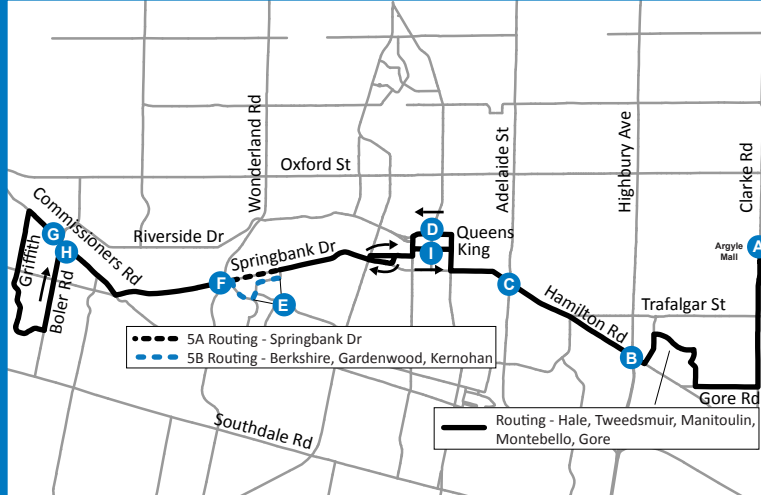 Wonderland Rd
Adelaide St
Highbury Ave
Clarke Rd
Oxford St
Commissioners Rd
Riverside Dr
Griffith
Boler Rd
Springbank Dr
Queens
King
Argyle
Mall
Hamilton Rd
Trafalgar St
Gore Rd
Southdale Rd
A
B
C
D
I
E
F
G
H
5A Routing - Springbank Dr
5B Routing - Berkshire, Gardenwood, Kernohan
Routing - Hale, Tweedsmuir, Manitoulin,
Montebello, Gore